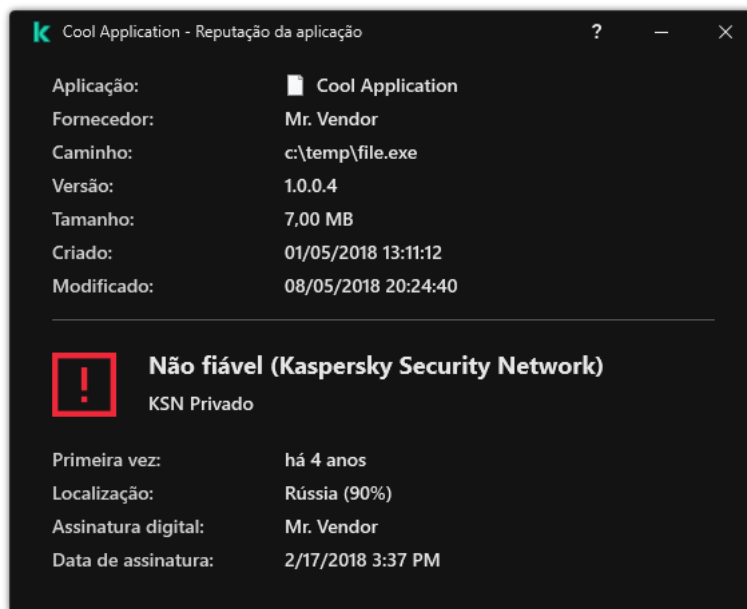 Cool Application - Reputação da aplicação ?
Aplicação: Cool Application
Fornecedor: Mr. Vendor
Caminho: c:\temp\file.exe
Versão: 1.0.0.4
Tamanho: 7,00 MB
Criado: 01/05/2018 13:11:12
Modificado: 08/05/2018 20:24:40
Não fiável (Kaspersky Security Network)
KSN Privado
Primeira vez: há 4 anos
Localização: Rússia (90%)
Assinatura digital: Mr. Vendor
Data de assinatura: 2/17/2018 3:37 PM